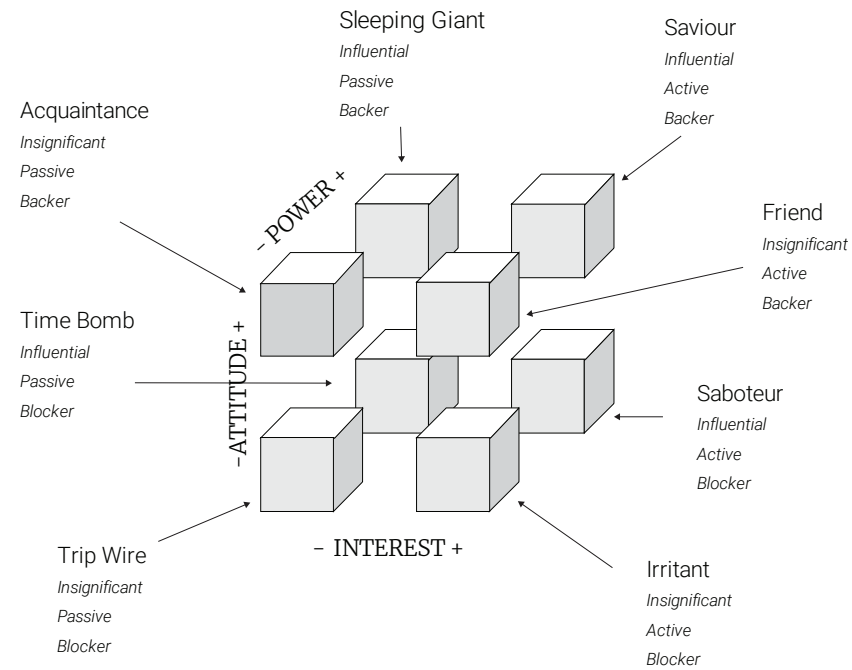 Sleeping Giant
Influential
Passive
Backer
Saviour
Influential
Active
Backer
Acquaintance
Insignificant
Passive
Backer
- POWER +
Friend
Insignificant
Active
Backer
Time Bomb
Influential
Passive
Blocker
-ATTITUDE +
Saboteur
Influential
Active
Blocker
- INTEREST +
Trip Wire
Insignificant
Passive
Blocker
Irritant
Insignificant
Active
Blocker